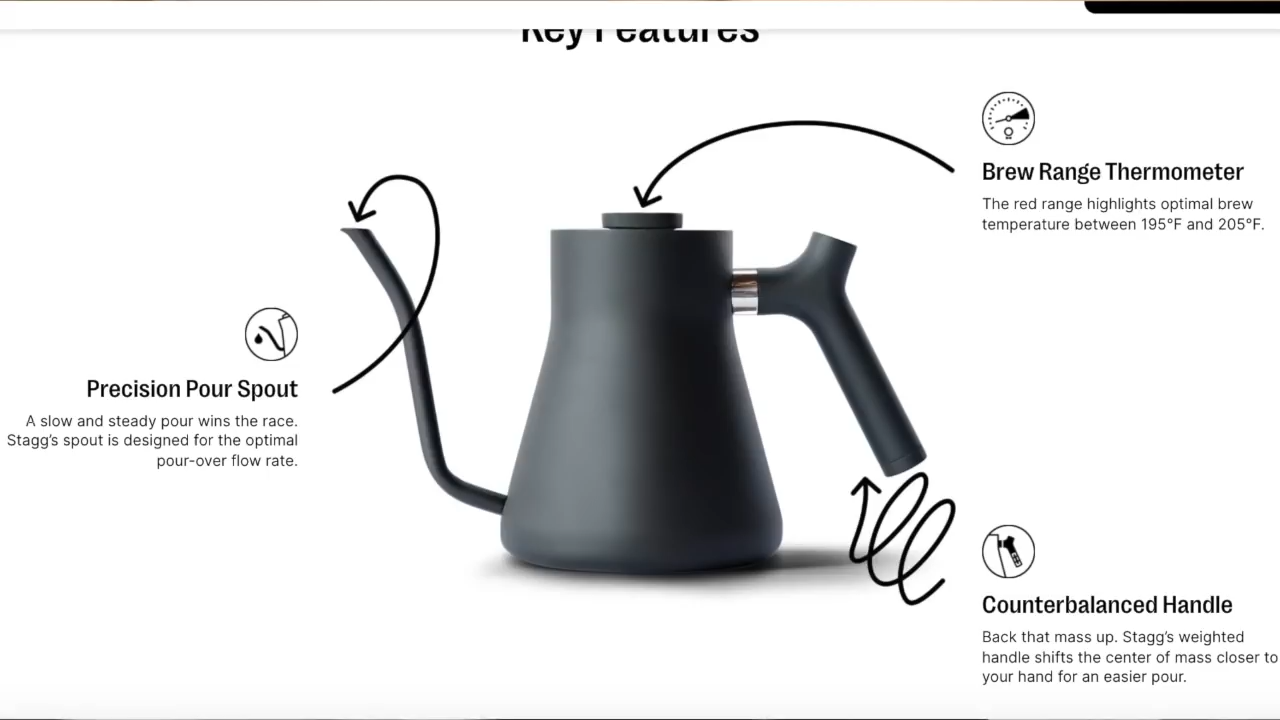 Key Features
Brew Range Thermometer
The red range highlights optimal brew
temperature between 195°F and 205°F.
Precision Pour Spout
A slow and steady pour wins the race.
Stagg's spout is designed for the optimal
pour-over flow rate.
Counterbalanced Handle
Back that mass up. Stagg's weighted
handle shifts the center of mass closer to
your hand for an easier pour.